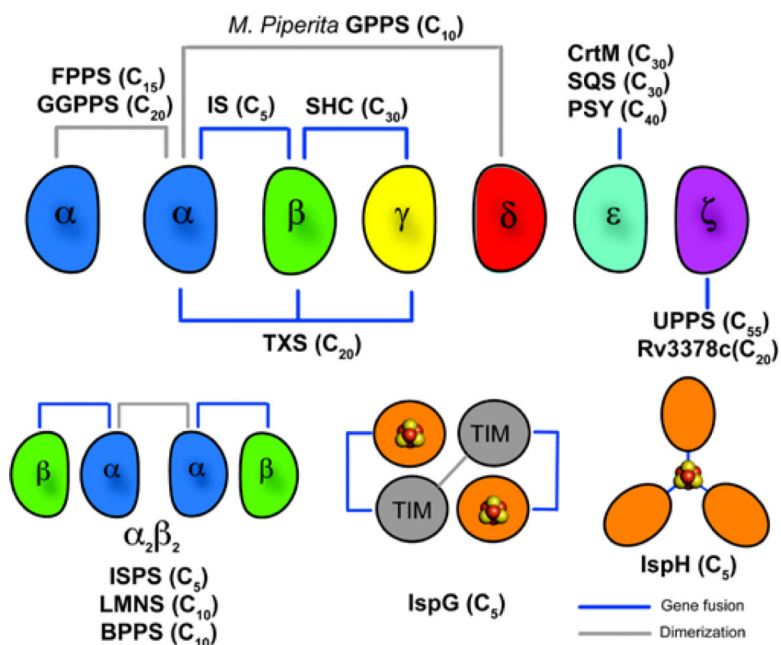 M. Piperita GPPS (C10)
FPPS (C15)
GGPPS (C20)
IS (C5)
SHC (C30)
CrtM (C30)
SQS (C30)
PSY (C40)
α
α
β
γ
δ
ε
ζ
TXS (C20)
UPPS (C55)
Rv3378c(C20)
β
α
α
β
α2β2
ISPS (C5)
LMNS (C10)
BPPS (C10)
TIM
TIM
IspG (C5)
IspH (C5)
Gene fusion
Dimerization